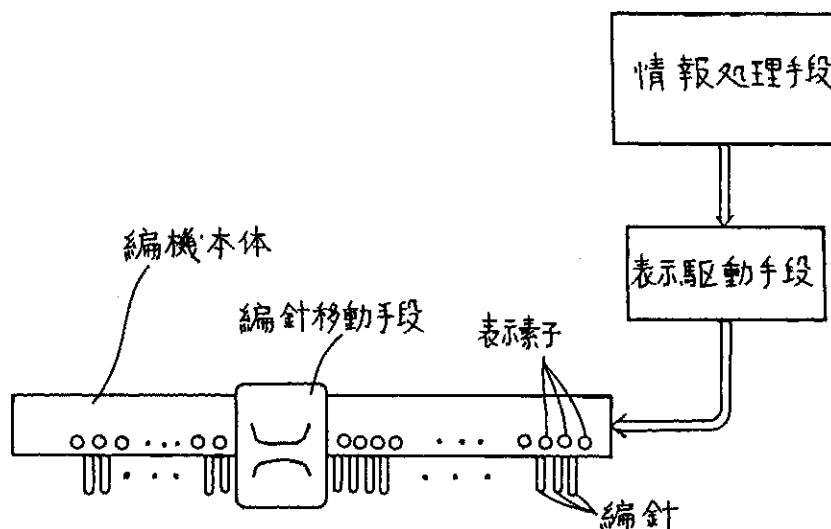 情報処理手段
編機本体
表示駆動手段
編針移動手段
表示素子
編針